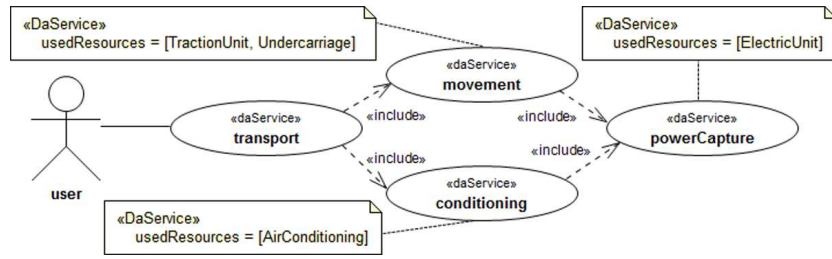 «DaService»
usedResources = [TractionUnit, Undercarriage]
«DaService»
usedResources = [ElectricUnit]
«daService»
movement
«daService»
transport
«include»
«include»
«daService»
powerCapture
«include»
«include»
user
«daService»
conditioning
«DaService»
usedResources = [AirConditioning]